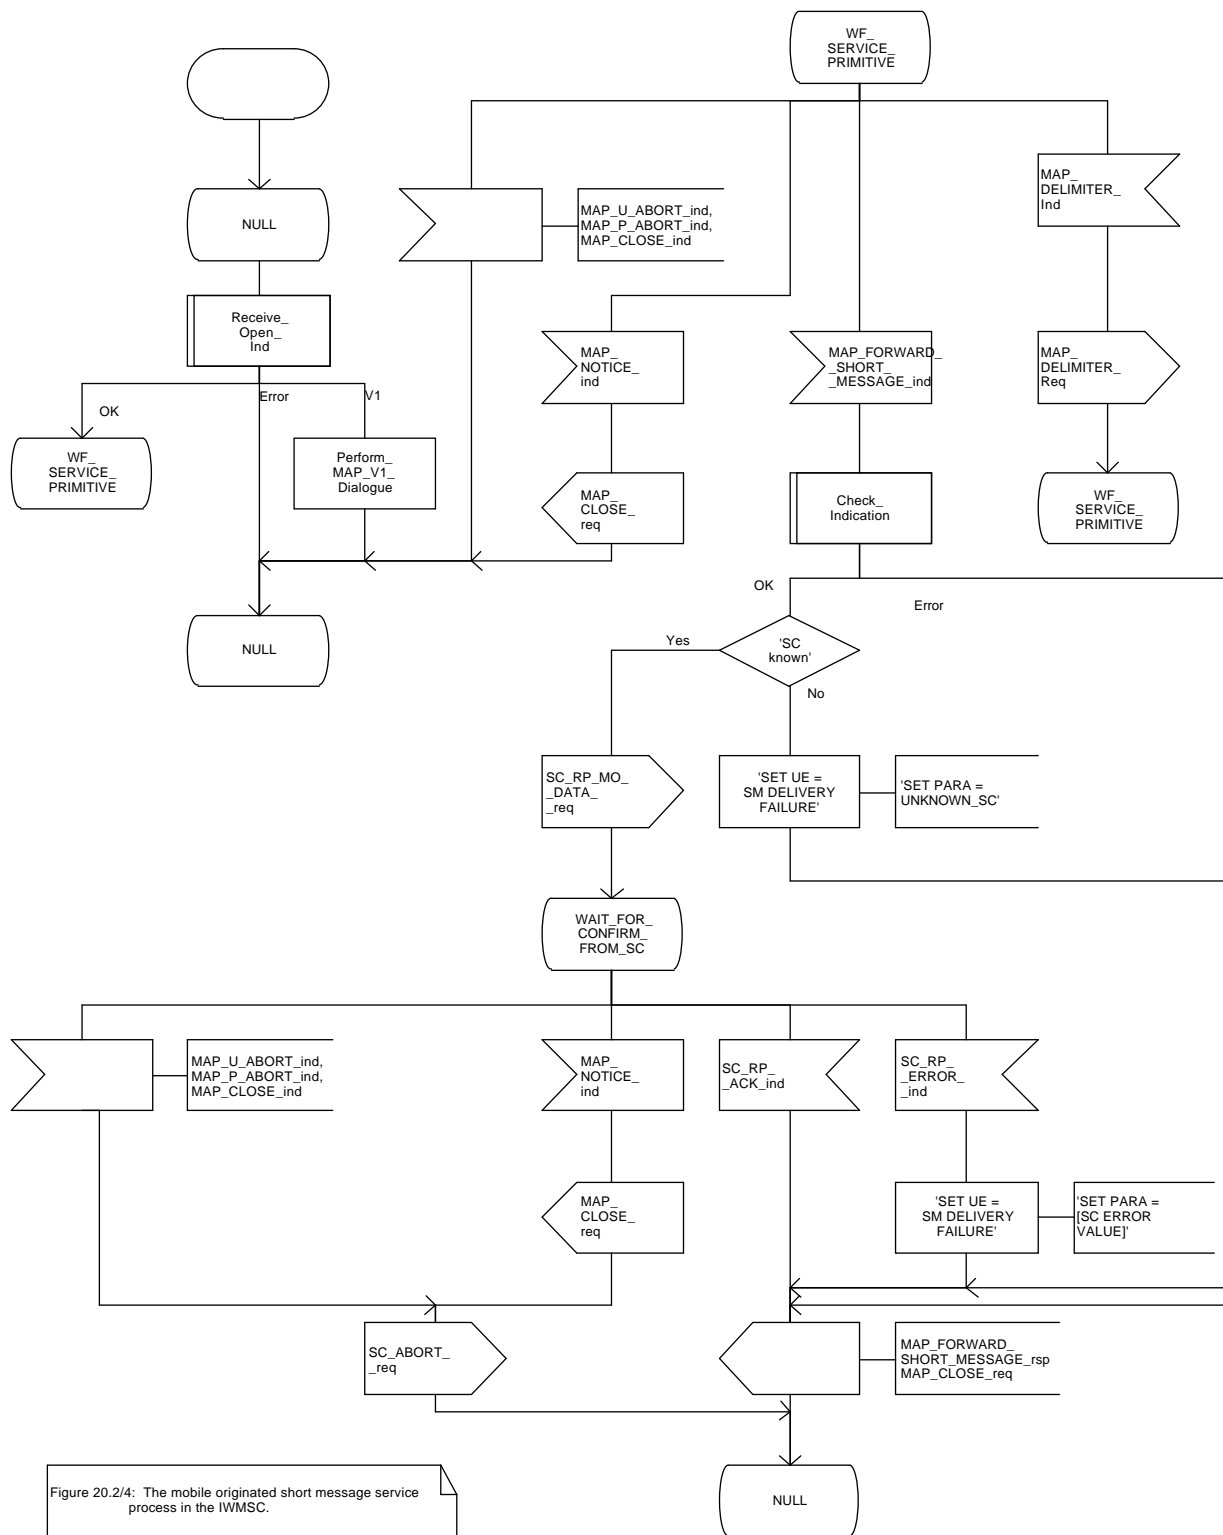 WF_
SERVICE_
PRIMITIVE
MAP_
DELIMITER_
Ind
NULL
MAP_U_ABORT_ind,
MAP_P_ABORT_ind,
MAP_CLOSE_ind
Receive_
Open_
Ind
MAP_
NOTICE_
ind
MAP_FORWARD_
_SHORT_
_MESSAGE_ind
MAP_
DELIMITER_
Req
OK
Error
V1
WF_
SERVICE_
PRIMITIVE
Perform_
MAP_V1_
Dialogue
MAP_
CLOSE_
req
Check_
Indication
WF_
SERVICE_
PRIMITIVE
OK
Error
NULL
Yes
'SC
known'
No
SC_RP_MO_
_DATA_
_req
'SET UE =
SM DELIVERY
FAILURE'
'SET PARA =
UNKNOWN_SC'
WAIT_FOR_
CONFIRM_
FROM_SC
MAP_U_ABORT_ind,
MAP_P_ABORT_ind,
MAP_CLOSE_ind
MAP_
NOTICE_
ind
SC_RP_
_ACK_ind
SC_RP_
_ERROR_
_ind
MAP_
CLOSE_
req
'SET UE =
SM DELIVERY
FAILURE'
'SET PARA =
[SC ERROR
VALUE]'
SC_ABORT_
_req
MAP_FORWARD_
SHORT_MESSAGE_rsp
MAP_CLOSE_req
NULL
Figure 20.2/4: The mobile originated short message service
process in the IWMSC.